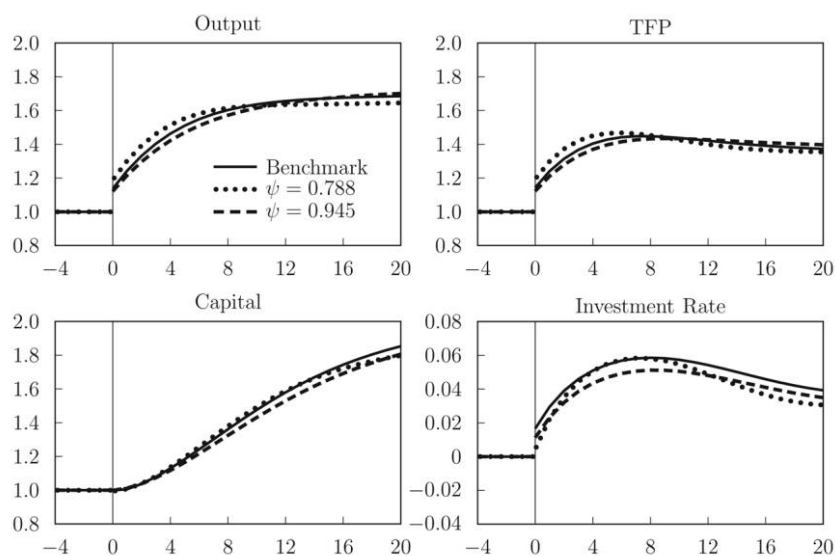 Output
2.0
1.8
1.6
1.4
1.2
1.0
0.8
Benchmark
ψ = 0.788
ψ = 0.945
−4 0 4 8 12 16 20
TFP
2.0
1.8
1.6
1.4
1.2
1.0
0.8
−4 0 4 8 12 16 20
Capital
2.0
1.8
1.6
1.4
1.2
1.0
0.8
−4 0 4 8 12 16 20
Investment Rate
0.08
0.06
0.04
0.02
0
−0.02
−0.04
−4 0 4 8 12 16 20